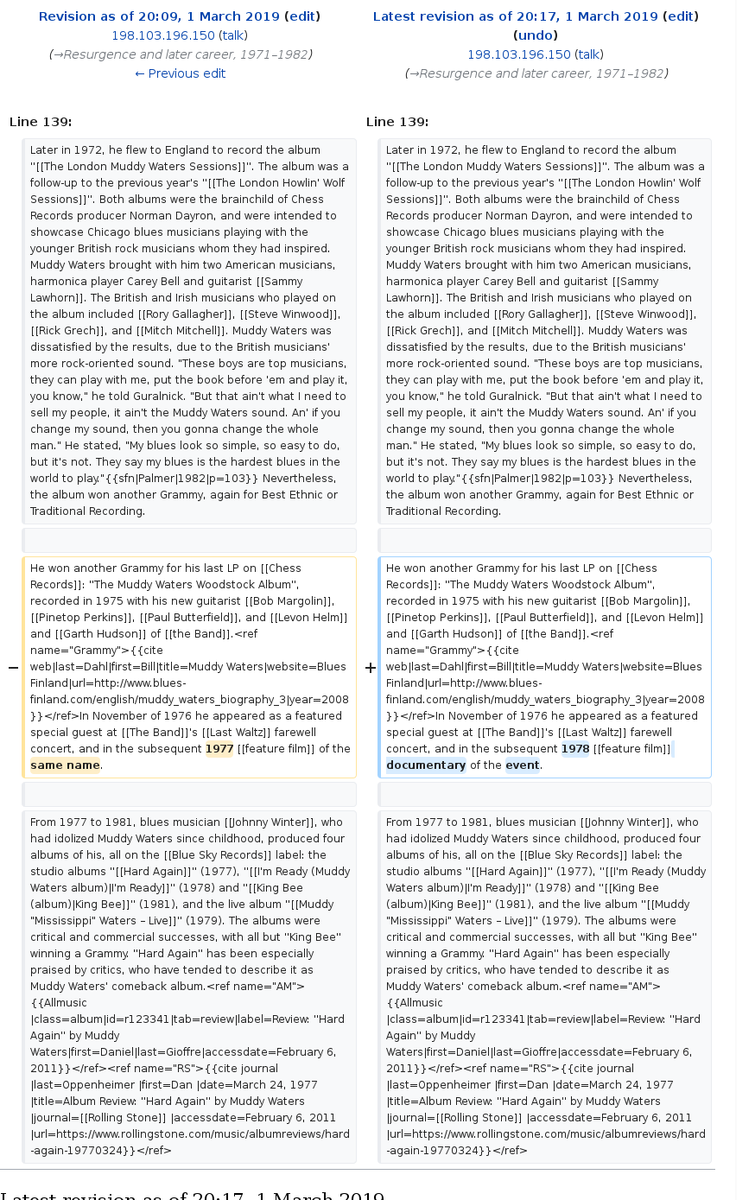 Revision as of 20:09, 1 March 2019 (edit)
198.103.196.150 (talk)
(→Resurgence and later career, 1971–1982)
← Previous edit
Latest revision as of 20:17, 1 March 2019 (edit)
(undo)
198.103.196.150 (talk)
(→Resurgence and later career, 1971–1982)
Line 139:
Later in 1972, he flew to England to record the album
"[[The London Muddy Waters Sessions]]". The album was a
follow-up to the previous year's "[[The London Howlin' Wolf
Sessions]]". Both albums were the brainchild of Chess
Records producer Norman Dayron, and were intended to
showcase Chicago blues musicians playing with the
younger British rock musicians whom they had inspired.
Muddy Waters brought with him two American musicians,
harmonica player Carey Bell and guitarist [[Sammy
Lawhorn]]. The British and Irish musicians who played on
the album included [[Rory Gallagher]], [[Steve Winwood]],
[[Rick Grech]], and [[Mitch Mitchell]]. Muddy Waters was
dissatisfied by the results, due to the British musicians'
more rock-oriented sound. "These boys are top musicians,
they can play with me, put the book before 'em and play it,
you know," he told Guralnick. "But that ain't what I need to
sell my people, it ain't the Muddy Waters sound. An' if you
change my sound, then you gonna change the whole
man." He stated, "My blues look so simple, so easy to do,
but it's not. They say my blues is the hardest blues in the
world to play."{{sfn|Palmer|1982|p=103}} Nevertheless,
the album won another Grammy, again for Best Ethnic or
Traditional Recording.
−
He won another Grammy for his last LP on [[Chess
Records]]: "The Muddy Waters Woodstock Album",
recorded in 1975 with his new guitarist [[Bob Margolin]],
[[Pinetop Perkins]], [[Paul Butterfield]], and [[Levon Helm]]
and [[Garth Hudson]] of [[the Band]].<ref
name="Grammy">{{cite
web|last=Dahl|first=Bill|title=Muddy Waters|website=Blues
Finland|url=http://www.blues-
finland.com/english/muddy_waters_biography_3|year=2008
}}</ref>In November of 1976 he appeared as a featured
special guest at [[The Band]]'s [[Last Waltz]] farewell
concert, and in the subsequent 1977 [[feature film]] of the
same name.
From 1977 to 1981, blues musician [[Johnny Winter]], who
had idolized Muddy Waters since childhood, produced four
albums of his, all on the [[Blue Sky Records]] label: the
studio albums "[[Hard Again]]" (1977), "[[I'm Ready (Muddy
Waters album)|I'm Ready]]" (1978) and "[[King Bee
(album)|King Bee]]" (1981), and the live album "[[Muddy
"Mississippi" Waters – Live]]" (1979). The albums were
critical and commercial successes, with all but "King Bee"
winning a Grammy. "Hard Again" has been especially
praised by critics, who have tended to describe it as
Muddy Waters' comeback album.<ref name="AM">
{{Allmusic
|class=album|id=r123341|tab=review|label=Review: "Hard
Again" by Muddy
Waters|first=Daniel|last=Gioffre|accessdate=February 6,
2011}}</ref><ref name="RS">{{cite journal
|last=Oppenheimer |first=Dan |date=March 24, 1977
|title=Album Review: "Hard Again" by Muddy Waters
|journal=[[Rolling Stone]] |accessdate=February 6, 2011
|url=https://www.rollingstone.com/music/albumreviews/hard
-again-19770324}}</ref>
Line 139:
Later in 1972, he flew to England to record the album
"[[The London Muddy Waters Sessions]]". The album was a
follow-up to the previous year's "[[The London Howlin' Wolf
Sessions]]". Both albums were the brainchild of Chess
Records producer Norman Dayron, and were intended to
showcase Chicago blues musicians playing with the
younger British rock musicians whom they had inspired.
Muddy Waters brought with him two American musicians,
harmonica player Carey Bell and guitarist [[Sammy
Lawhorn]]. The British and Irish musicians who played on
the album included [[Rory Gallagher]], [[Steve Winwood]],
[[Rick Grech]], and [[Mitch Mitchell]]. Muddy Waters was
dissatisfied by the results, due to the British musicians'
more rock-oriented sound. "These boys are top musicians,
they can play with me, put the book before 'em and play it,
you know," he told Guralnick. "But that ain't what I need to
sell my people, it ain't the Muddy Waters sound. An' if you
change my sound, then you gonna change the whole
man." He stated, "My blues look so simple, so easy to do,
but it's not. They say my blues is the hardest blues in the
world to play."{{sfn|Palmer|1982|p=103}} Nevertheless,
the album won another Grammy, again for Best Ethnic or
Traditional Recording.
+
He won another Grammy for his last LP on [[Chess
Records]]: "The Muddy Waters Woodstock Album",
recorded in 1975 with his new guitarist [[Bob Margolin]],
[[Pinetop Perkins]], [[Paul Butterfield]], and [[Levon Helm]]
and [[Garth Hudson]] of [[the Band]].<ref
name="Grammy">{{cite
web|last=Dahl|first=Bill|title=Muddy Waters|website=Blues
Finland|url=http://www.blues-
finland.com/english/muddy_waters_biography_3|year=2008
}}</ref>In November of 1976 he appeared as a featured
special guest at [[The Band]]'s [[Last Waltz]] farewell
concert, and in the subsequent 1978 [[feature film]]
documentary of the event.
From 1977 to 1981, blues musician [[Johnny Winter]], who
had idolized Muddy Waters since childhood, produced four
albums of his, all on the [[Blue Sky Records]] label: the
studio albums "[[Hard Again]]" (1977), "[[I'm Ready (Muddy
Waters album)|I'm Ready]]" (1978) and "[[King Bee
(album)|King Bee]]" (1981), and the live album "[[Muddy
"Mississippi" Waters – Live]]" (1979). The albums were
critical and commercial successes, with all but "King Bee"
winning a Grammy. "Hard Again" has been especially
praised by critics, who have tended to describe it as
Muddy Waters' comeback album.<ref name="AM">
{{Allmusic
|class=album|id=r123341|tab=review|label=Review: "Hard
Again" by Muddy
Waters|first=Daniel|last=Gioffre|accessdate=February 6,
2011}}</ref><ref name="RS">{{cite journal
|last=Oppenheimer |first=Dan |date=March 24, 1977
|title=Album Review: "Hard Again" by Muddy Waters
|journal=[[Rolling Stone]] |accessdate=February 6, 2011
|url=https://www.rollingstone.com/music/albumreviews/hard
-again-19770324}}</ref>
Latest revision as of 20:17, 1 March 2019